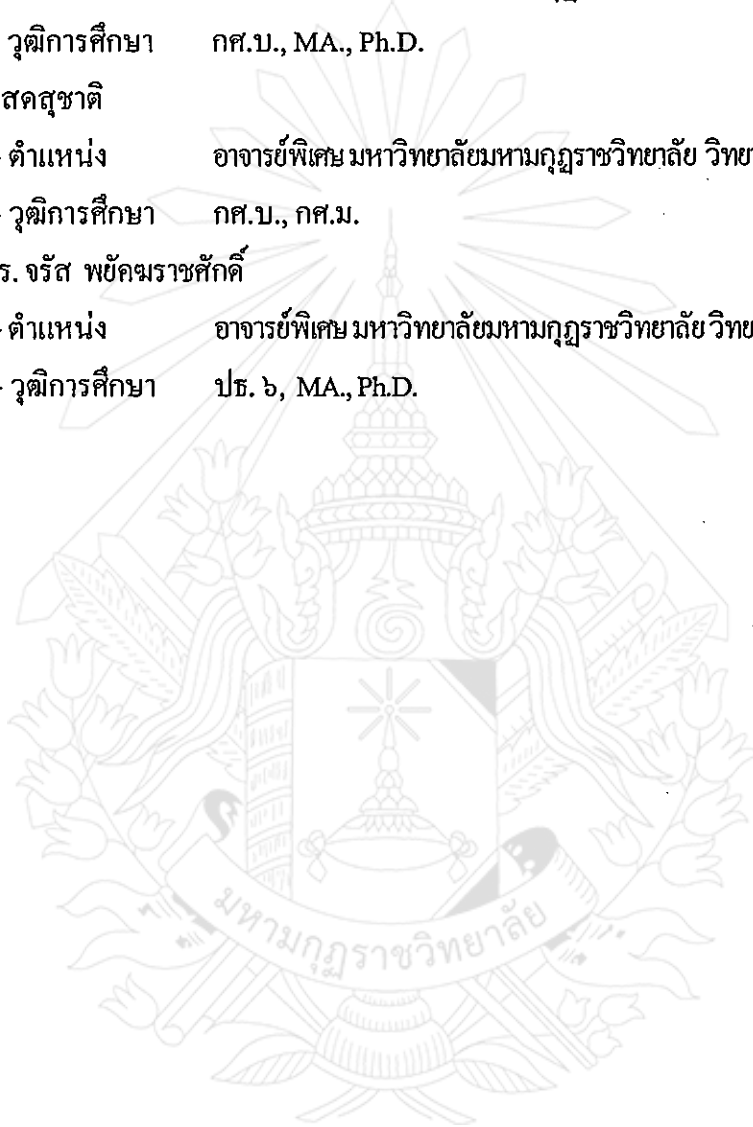 วุฒิการศึกษา กศ.บ., MA., Ph.D.
สดสุชาติ
- ตำแหน่ง อาจารย์พิเศษ มหาวิทยาลัยมหามกุฏราชวิทยาลัย วิทย
- วุฒิการศึกษา กศ.บ., กศ.ม.
ร. จรัส พยัคฆราชศักดิ์
- ตำแหน่ง อาจารย์พิเศษ มหาวิทยาลัยมหามกุฏราชวิทยาลัย วิทย
- วุฒิการศึกษา ปธ. ๖, MA., Ph.D.
มหามกุฏราชวิทยาลัย